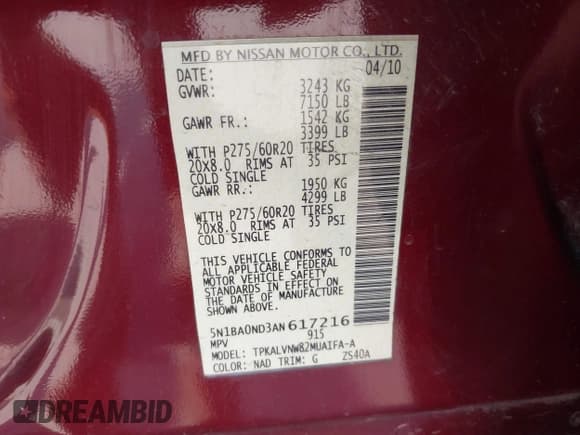 MFD BY NISSAN MOTOR CO., LTD.
DATE: 04/10
GVWR: 3243 KG
7150 LB
GAWR FR.: 1542 KG
3399 LB
WITH P275/60R20 TIRES
20X8.0 RIMS AT 35 PSI
COLD SINGLE
GAWR RR.: 1950 KG
4299 LB
WITH P275/60R20 TIRES
20X8.0 RIMS AT 35 PSI
COLD SINGLE
THIS VEHICLE CONFORMS TO
ALL APPLICABLE FEDERAL
MOTOR VEHICLE SAFETY
STANDARDS IN EFFECT ON
THE DATE OF MANUFACTURE
SHOWN ABOVE.
5N1BA0ND3AN617216
MPV 915
MODEL: TPKALVNW82MUAIFA-A
COLOR: NAD TRIM: G ZS40A
DREAMBID